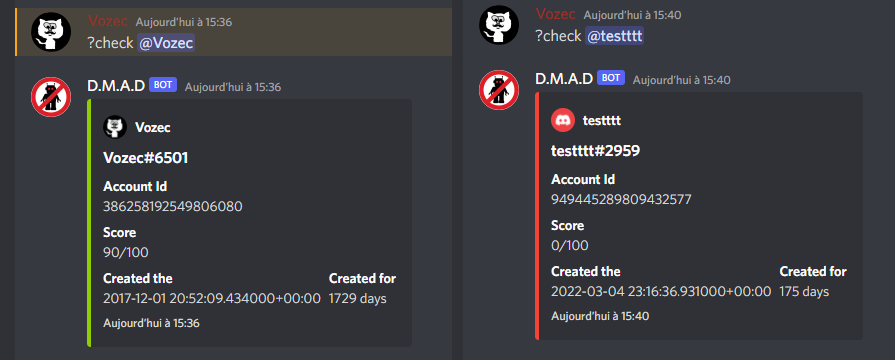 Vozec Aujourd'hui à 15:36
?check @Vozec
D.M.A.D BOT Aujourd'hui à 15:36
Vozec
Vozec#6501
Account Id
386258192549806080
Score
90/100
Created the Created for
2017-12-01 20:52:09.434000+00:00 1729 days
Aujourd'hui à 15:36
Vozec Aujourd'hui à 15:40
?check @testttt
D.M.A.D BOT Aujourd'hui à 15:40
testttt
testttt#2959
Account Id
949445289809432577
Score
0/100
Created the Created for
2022-03-04 23:16:36.931000+00:00 175 days
Aujourd'hui à 15:40